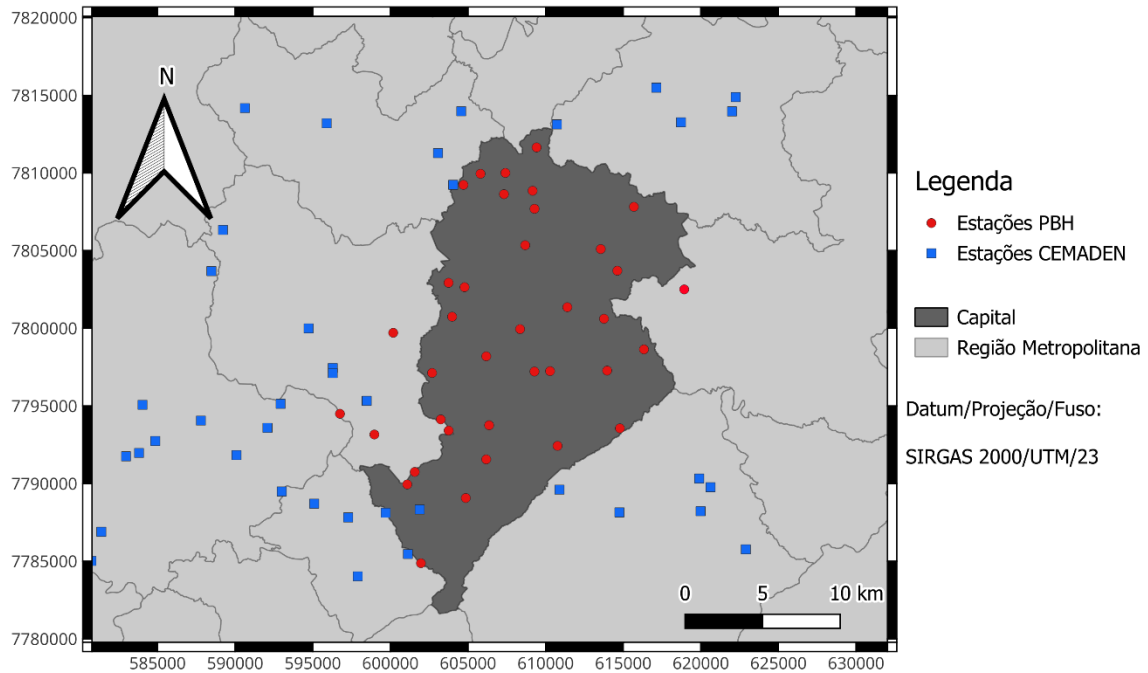 7820000
7815000
7810000
7805000
7800000
7795000
7790000
7785000
7780000
N
0 5 10 km
585000 590000 595000 600000 605000 610000 615000 620000 625000 630000
Legenda
Estações PBH
Estações CEMADEN
Capital
Região Metropolitana
Datum/Projeção/Fuso:
SIRGAS 2000/UTM/23